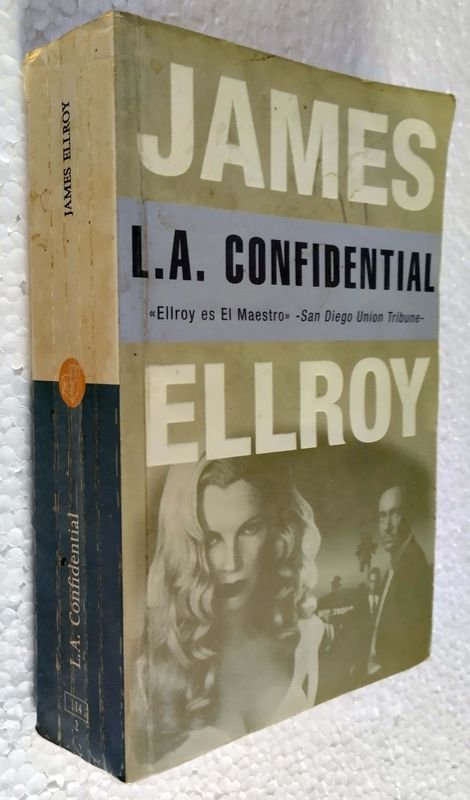 JAMES
L.A. CONFIDENTIAL
«Ellroy es El Maestro» -San Diego Union Tribune-
ELLROY
JAMES ELLROY
L.A. Confidential